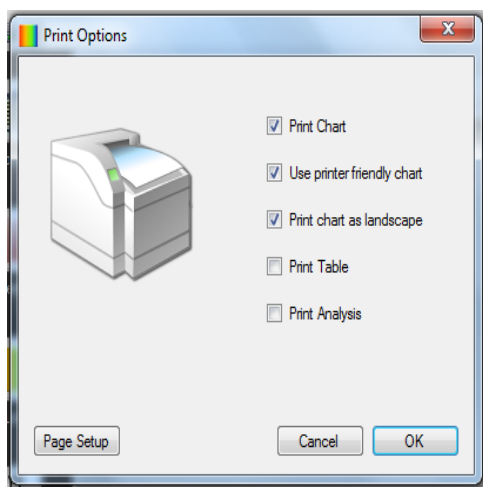 Print Options
Print Chart
Use printer friendly chart
Print chart as landscape
Print Table
Print Analysis
Page Setup
Cancel
OK